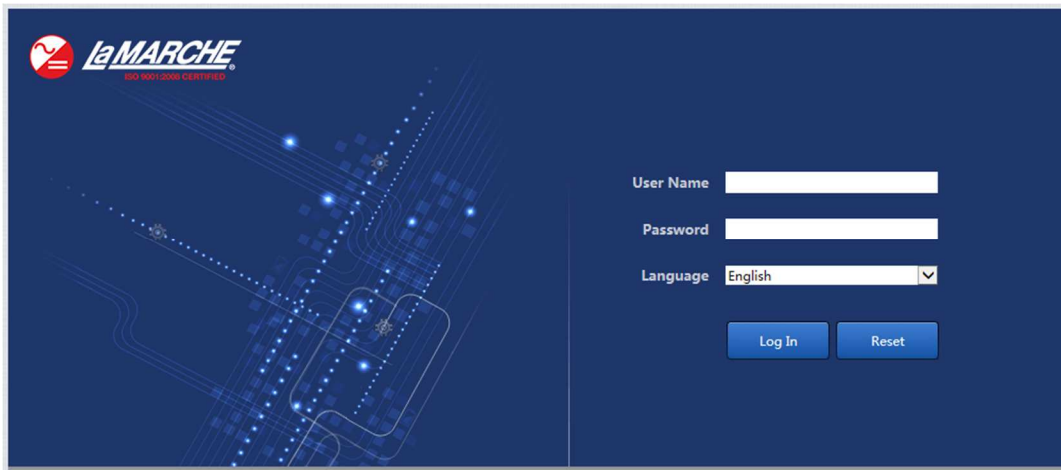 LaMARCHE®
ISO 9001:2008 CERTIFIED
User Name
Password
Language English
Log In Reset